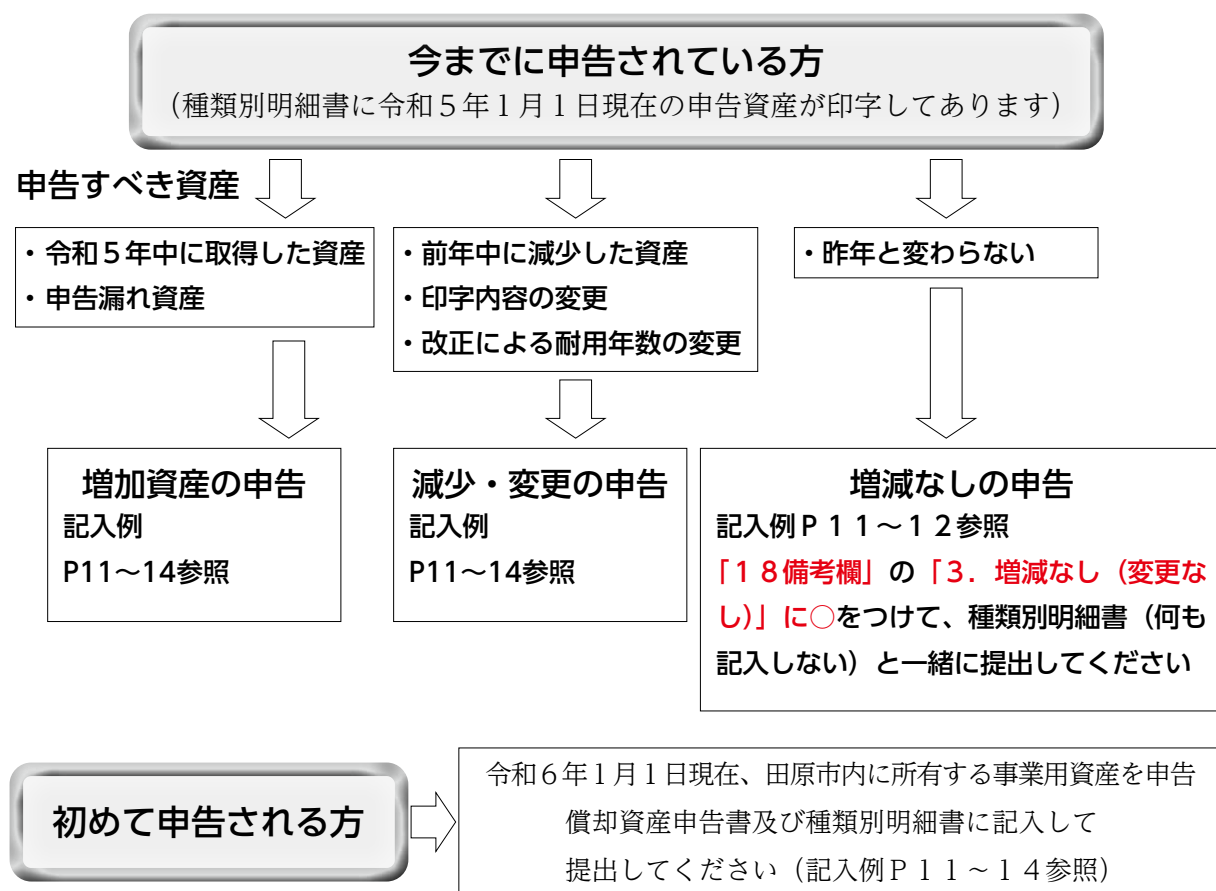 今までに申告されている方
（種類別明細書に令和５年１月１日現在の申告資産が印字してあります）
申告すべき資産
・令和５年中に取得した資産
・申告漏れ資産
・前年中に減少した資産
・印字内容の変更
・改正による耐用年数の変更
・昨年と変わらない
増加資産の申告
記入例
P11～14参照
減少・変更の申告
記入例
P11～14参照
増減なしの申告
記入例Ｐ１１～１２参照
「１８備考欄」の「３．増減なし（変更な
し）」に○をつけて、種類別明細書（何も
記入しない）と一緒に提出してください
初めて申告される方
令和６年１月１日現在、田原市内に所有する事業用資産を申告
償却資産申告書及び種類別明細書に記入して
提出してください（記入例Ｐ１１～１４参照）